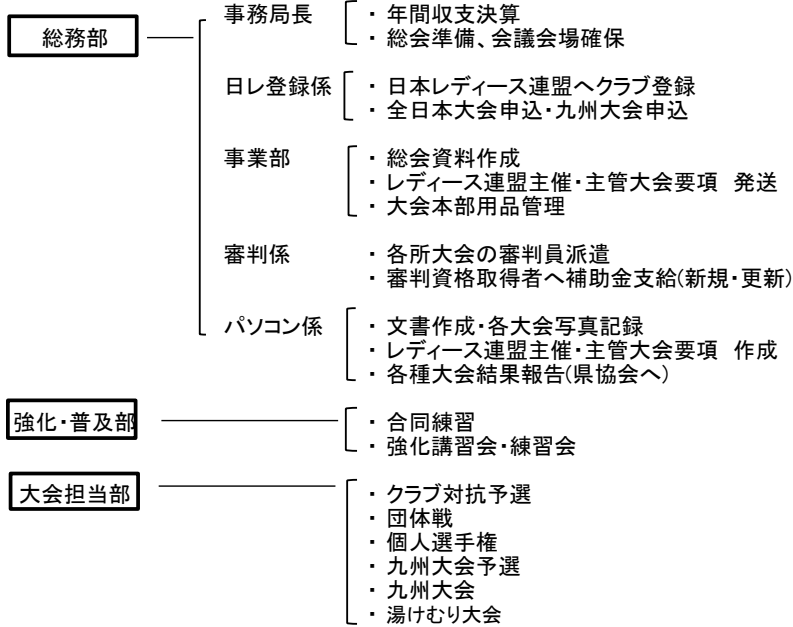 事務局長 ・ 年間収支決算
総務部 ・ 総会準備、会議会場確保
日レ登録係 ・ 日本レディース連盟へクラブ登録
・ 全日本大会申込・九州大会申込
事業部 ・ 総会資料作成
・ レディース連盟主催・主管大会要項 発送
・ 大会本部用品管理
審判係 ・ 各所大会の審判員派遣
・ 審判資格取得者へ補助金支給(新規・更新)
パソコン係 ・ 文書作成・各大会写真記録
・ レディース連盟主催・主管大会要項 作成
・ 各種大会結果報告(県協会へ)
強化・普及部 ・ 合同練習
・ 強化講習会・練習会
大会担当部 ・ クラブ対抗予選
・ 団体戦
・ 個人選手権
・ 九州大会予選
・ 九州大会
・ 湯けむり大会